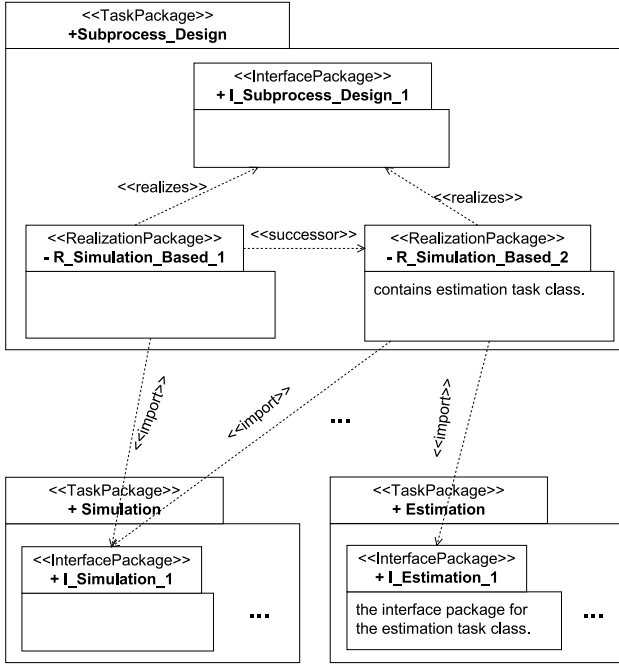 <<TaskPackage>>
+Subprocess_Design
<<InterfacePackage>>
+ I_Subprocess_Design_1
<<realizes>>
<<realizes>>
<<RealizationPackage>>
- R_Simulation_Based_1
<<successor>>
<<RealizationPackage>>
- R_Simulation_Based_2
contains estimation task class.
<<import>>
<<import>>
<<import>>
...
<<TaskPackage>>
+ Simulation
<<TaskPackage>>
+ Estimation
<<InterfacePackage>>
+ I_Simulation_1
...
<<InterfacePackage>>
+ I_Estimation_1
the interface package for
the estimation task class.
...